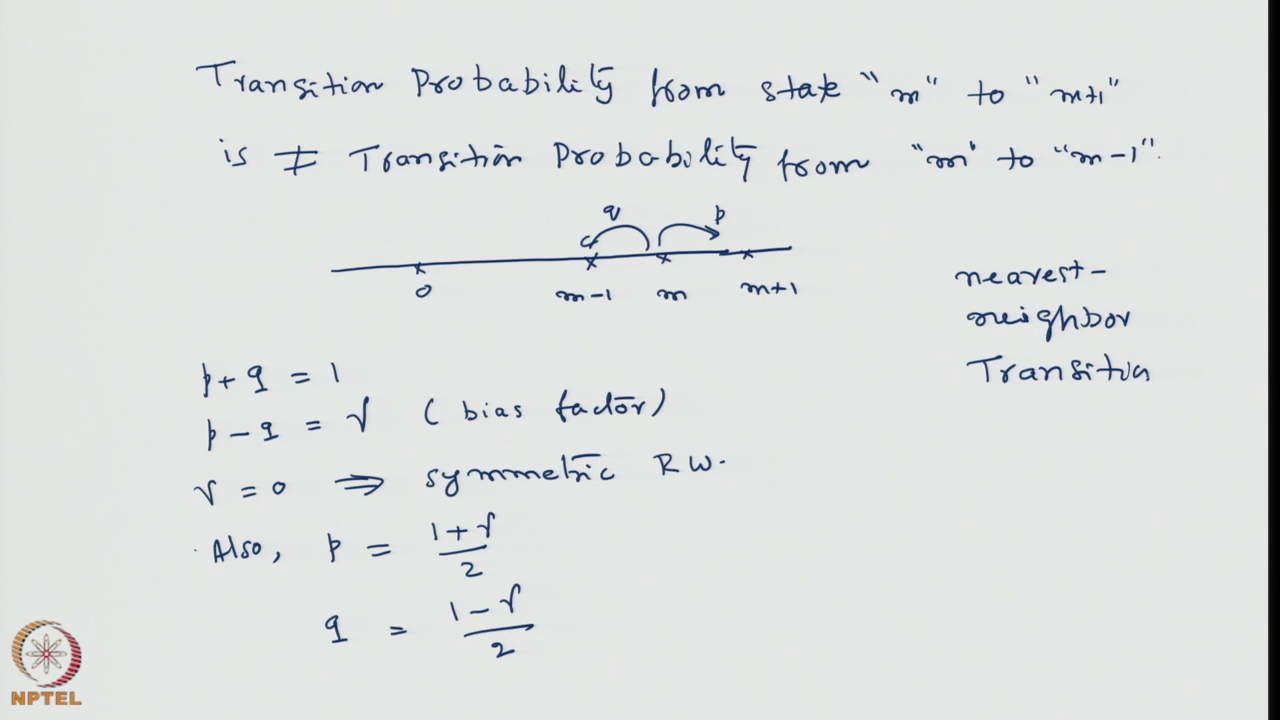 Transition Probability from state "m" to "m+1"
is ≠ Transition Probability from "m" to "m-1".
q p
0 m-1 m m+1
nearest-
neighbor
Transition
p + q = 1
p - q = r ( bias factor)
r = 0 ⇒ symmetric RW.
Also, p = (1+r)/2
q = (1-r)/2
NPTEL